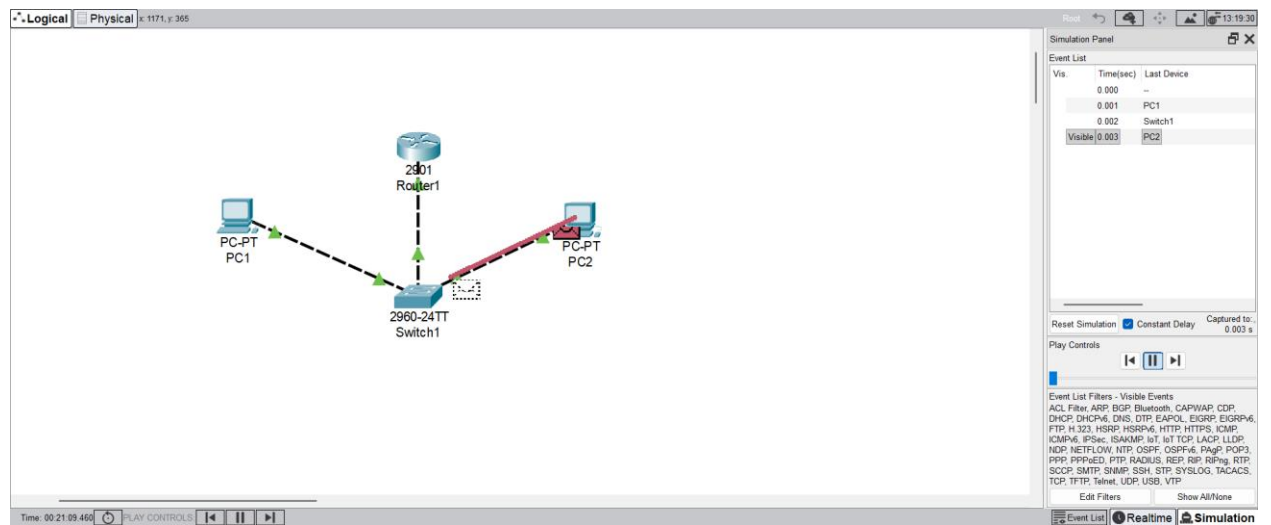 Logical Physical x: 1171, y: 365 Root 13:19:30
2901
Router1
PC-PT
PC1
PC-PT
PC2
2960-24TT
Switch1
Simulation Panel
Event List
Vis. Time(sec) Last Device
0.000 --
0.001 PC1
0.002 Switch1
Visible 0.003 PC2
Reset Simulation Constant Delay Captured to:
0.003 s
Play Controls
Event List Filters - Visible Events
ACL Filter, ARP, BGP, Bluetooth, CAPWAP, CDP,
DHCP, DHCPv6, DNS, DTP, EAPOL, EIGRP, EIGRPv6,
FTP, H.323, HSRP, HSRPv6, HTTP, HTTPS, ICMP,
ICMPv6, IPSec, ISAKMP, IoT, IoT TCP, LACP, LLDP,
NDP, NETFLOW, NTP, OSPF, OSPFv6, PAgP, POP3,
PPP, PPPoED, PTP, RADIUS, REP, RIP, RIPng, RTP,
SCCP, SMTP, SNMP, SSH, STP, SYSLOG, TACACS,
TCP, TFTP, Telnet, UDP, USB, VTP
Edit Filters Show All/None
Time: 00:21:09.460 PLAY CONTROLS: Event List Realtime Simulation